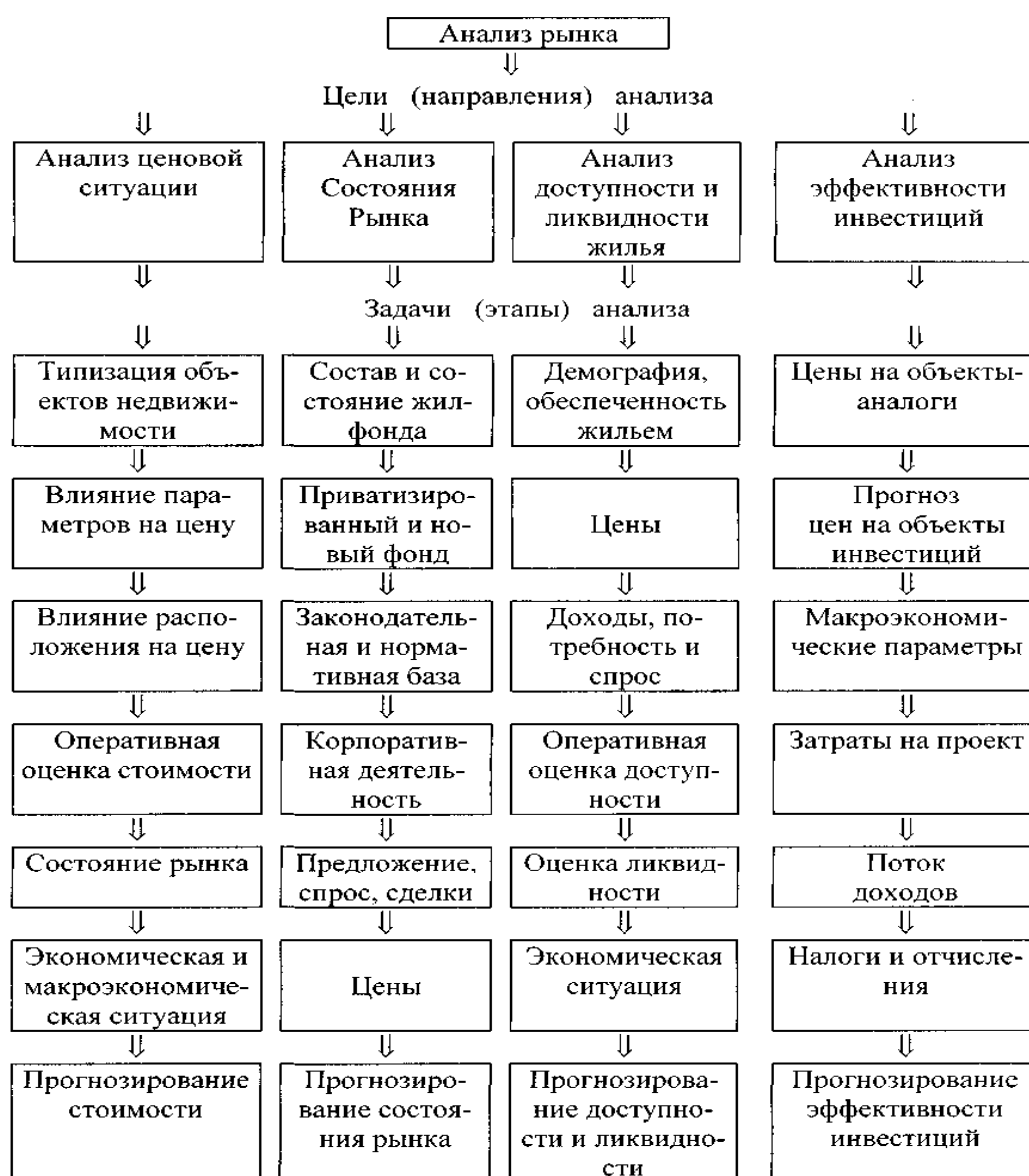 Анализ рынка
Цели (направления) анализа
Анализ ценовой
ситуации
Анализ
Состояния
Рынка
Анализ
доступности и
ликвидности
жилья
Анализ
эффективности
инвестиций
Задачи (этапы) анализа
Типизация объ-
ектов недвижи-
мости
Состав и со-
стояние жил-
фонда
Демография,
обеспеченность
жильем
Цены на объекты-
аналоги
Влияние пара-
метров на цену
Приватизиро-
ванный и но-
вый фонд
Цены
Прогноз
цен на объекты
инвестиций
Влияние распо-
ложения на цену
Законодатель-
ная и норма-
тивная база
Доходы, по-
требность и
спрос
Макроэкономи-
ческие параметры
Оперативная
оценка стоимости
Корпоратив-
ная деятель-
ность
Оперативная
оценка доступ-
ности
Затраты на проект
Состояние рынка
Предложение,
спрос, сделки
Оценка ликвид-
ности
Поток
доходов
Экономическая и
макроэкономиче-
ская ситуация
Цены
Экономическая
ситуация
Налоги и отчисле-
ния
Прогнозирование
стоимости
Прогнозиро-
вание состоя-
ния рынка
Прогнозирова-
ние доступно-
сти и ликвидно-
сти
Прогнозирование
эффективности
инвестиций